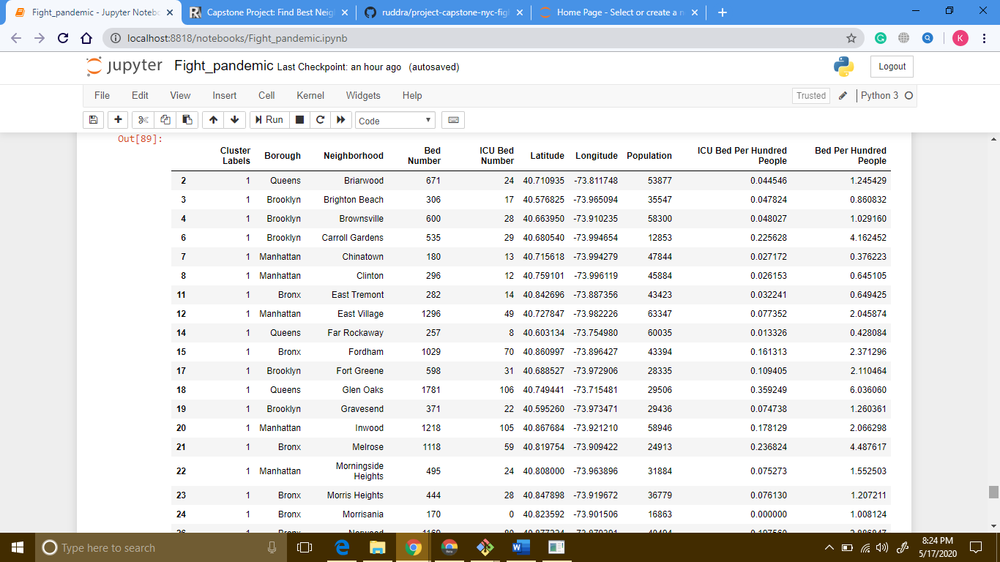 Fight_pandemic - Jupyter Notebo
Capstone Project: Find Best Neig
ruddra/project-capstone-nyc-fig
Home Page - Select or create a n
localhost:8818/notebooks/Fight_pandemic.ipynb
K
jupyter Fight_pandemic Last Checkpoint: an hour ago (autosaved)
Logout
File Edit View Insert Cell Kernel Widgets Help
Trusted Python 3
Run Code
Out[89]:
Cluster Labels Borough Neighborhood Bed Number ICU Bed Number Latitude Longitude Population ICU Bed Per Hundred People Bed Per Hundred People
2 1 Queens Briarwood 671 24 40.710935 -73.811748 53877 0.044546 1.245429
3 1 Brooklyn Brighton Beach 306 17 40.576825 -73.965094 35547 0.047824 0.860832
4 1 Brooklyn Brownsville 600 28 40.663950 -73.910235 58300 0.048027 1.029160
6 1 Brooklyn Carroll Gardens 535 29 40.680540 -73.994654 12853 0.225628 4.162452
7 1 Manhattan Chinatown 180 13 40.715618 -73.994279 47844 0.027172 0.376223
8 1 Manhattan Clinton 296 12 40.759101 -73.996119 45884 0.026153 0.645105
11 1 Bronx East Tremont 282 14 40.842696 -73.887356 43423 0.032241 0.649425
12 1 Manhattan East Village 1296 49 40.727847 -73.982226 63347 0.077352 2.045874
14 1 Queens Far Rockaway 257 8 40.603134 -73.754980 60035 0.013326 0.428084
15 1 Bronx Fordham 1029 70 40.860997 -73.896427 43394 0.161313 2.371296
17 1 Brooklyn Fort Greene 598 31 40.688527 -73.972906 28335 0.109405 2.110464
18 1 Queens Glen Oaks 1781 106 40.749441 -73.715481 29506 0.359249 6.036060
19 1 Brooklyn Gravesend 371 22 40.595260 -73.973471 29436 0.074738 1.260361
20 1 Manhattan Inwood 1218 105 40.867684 -73.921210 58946 0.178129 2.066298
21 1 Bronx Melrose 1118 59 40.819754 -73.909422 24913 0.236824 4.487617
22 1 Manhattan Morningside Heights 495 24 40.808000 -73.963896 31884 0.075273 1.552503
23 1 Bronx Morris Heights 444 28 40.847898 -73.919672 36779 0.076130 1.207211
24 1 Bronx Morrisania 170 0 40.823592 -73.901506 16863 0.000000 1.008124
Type here to search
8:24 PM
5/17/2020